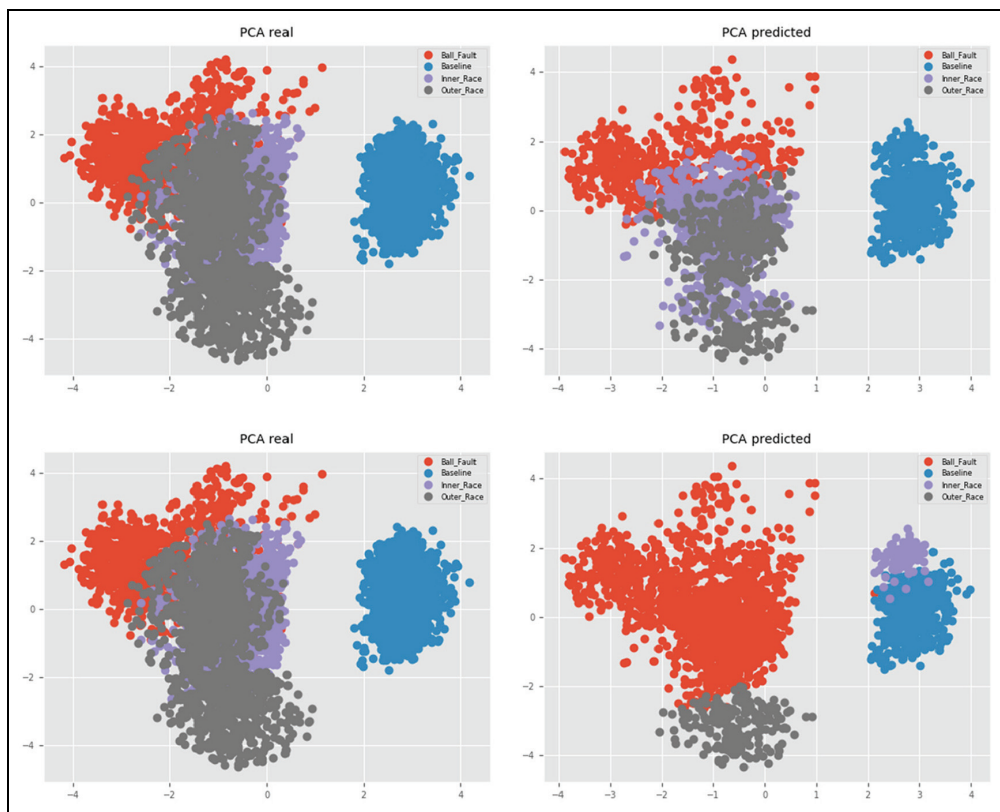 PCA real
Ball_Fault
Baseline
Inner_Race
Outer_Race
4
2
0
−2
−4
−4 −2 0 2 4
PCA predicted
Ball_Fault
Baseline
Inner_Race
Outer_Race
4
2
0
−2
−4
−4 −3 −2 −1 0 1 2 3 4
PCA real
Ball_Fault
Baseline
Inner_Race
Outer_Race
4
2
0
−2
−4
−4 −2 0 2 4
PCA predicted
Ball_Fault
Baseline
Inner_Race
Outer_Race
4
2
0
−2
−4
−4 −3 −2 −1 0 1 2 3 4